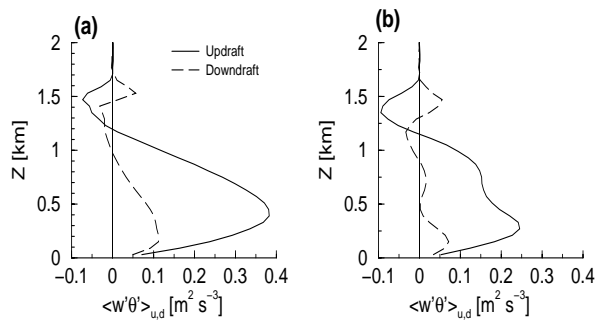 (a)
(b)
Updraft
Downdraft
Z [km]
2
1.5
1
0.5
0
−0.1 0 0.1 0.2 0.3 0.4
<w'θ'>u,d [m² s⁻³]
Z [km]
2
1.5
1
0.5
0
−0.1 0 0.1 0.2 0.3 0.4
<w'θ'>u,d [m² s⁻³]